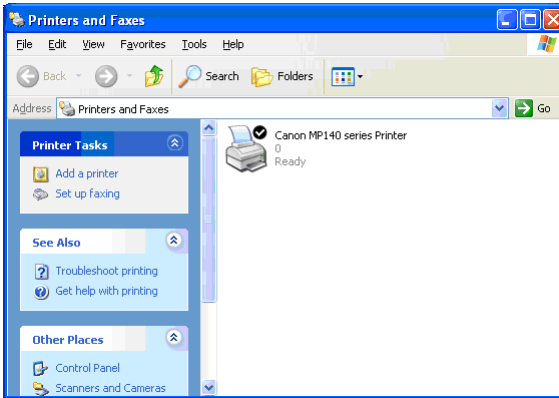 Printers and Faxes
File Edit View Favorites Tools Help
Back Search Folders
Address Printers and Faxes Go
Printer Tasks
Add a printer
Set up faxing
See Also
Troubleshoot printing
Get help with printing
Other Places
Control Panel
Scanners and Cameras
Canon MP140 series Printer
0
Ready